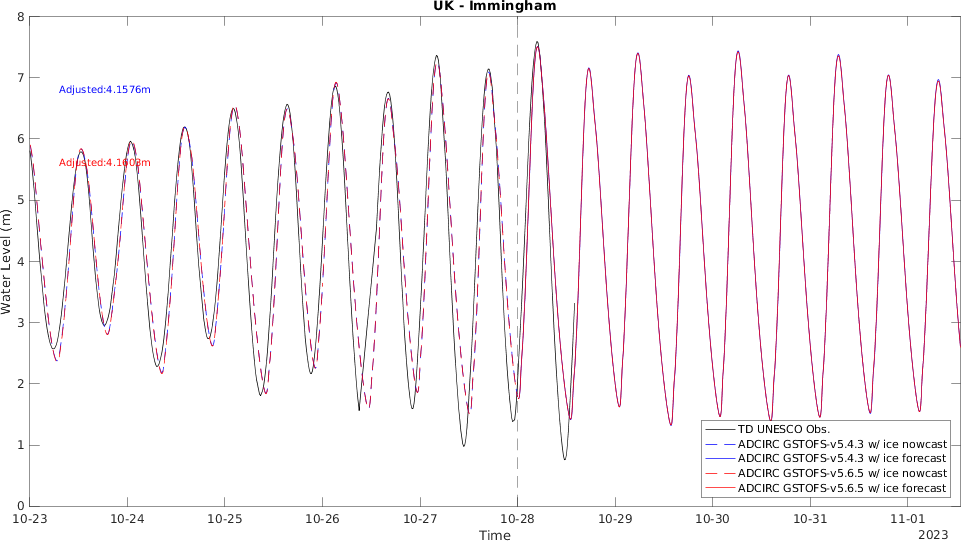 UK - Immingham
8
7
6
5
4
3
2
1
0
Water Level (m)
Adjusted:4.1576m
Adjusted:4.1003m
TD UNESCO Obs.
ADCIRC GSTOFS-v5.4.3 w/ ice nowcast
ADCIRC GSTOFS-v5.4.3 w/ ice forecast
ADCIRC GSTOFS-v5.6.5 w/ ice nowcast
ADCIRC GSTOFS-v5.6.5 w/ ice forecast
10-23 10-24 10-25 10-26 10-27 10-28 10-29 10-30 10-31 11-01
Time
2023